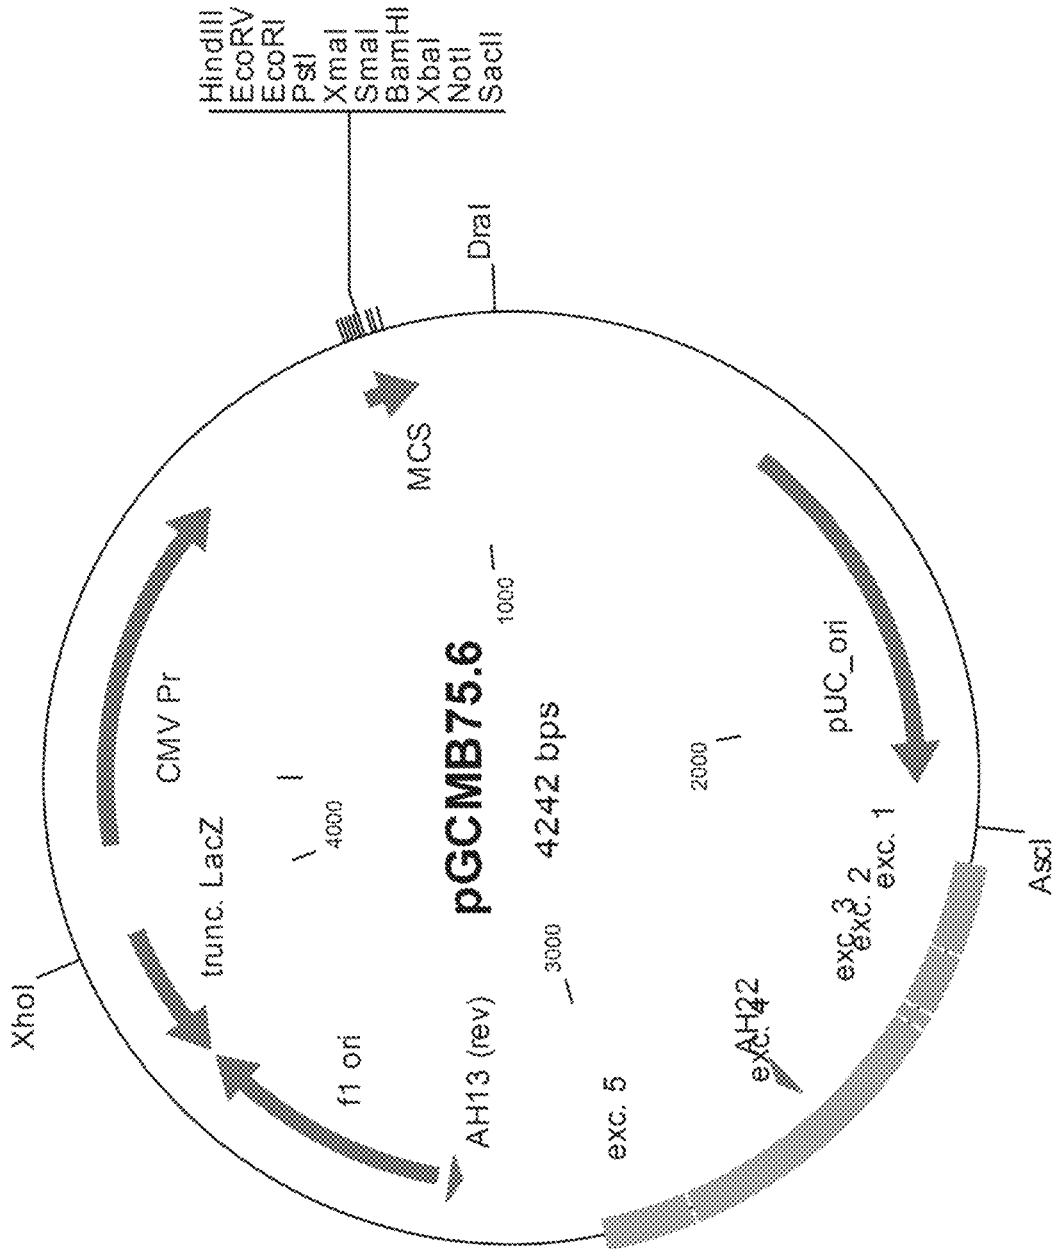 HindIII
EcoRV
EcoRI
PstI
XmaI
SmaI
BamHI
XbaI
NotI
SacII
DraI
XhoI
MCS
CMV Pr
trunc. LacZ
4000
1000
f1 ori
pGCMB75.6
4242 bps
AH13 (rev)
3000
2000
pUC_ori
exc. 5
AH22
exc. 4
exc. 3
exc. 2
exc. 1
AscI